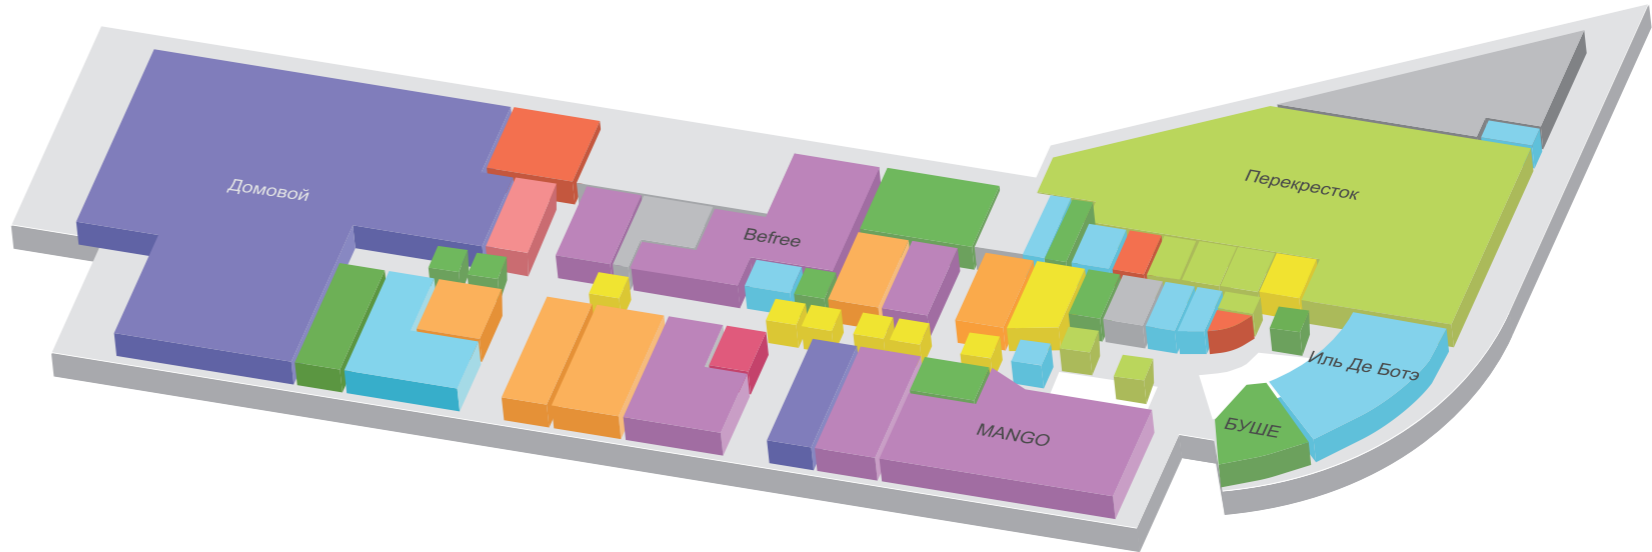 Домовой
Befree
Перекресток
Иль Де Ботэ
БУШЕ
MANGO